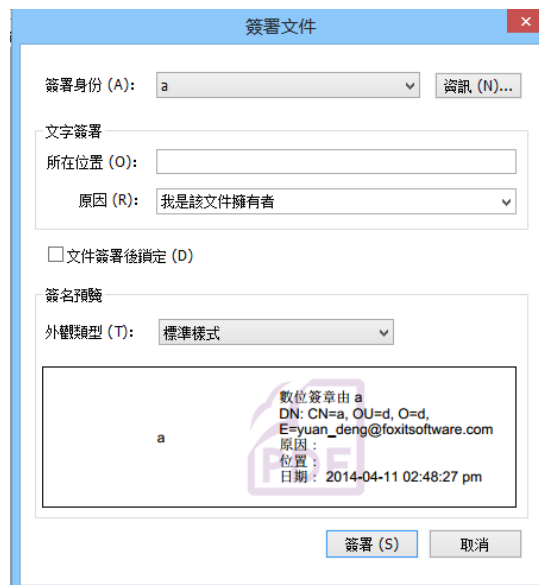 簽署文件
簽署身份 (A):
a
資訊 (N)...
文字簽署
所在位置 (O):
原因 (R):
我是該文件擁有者
文件簽署後鎖定 (D)
簽名預覽
外觀類型 (T):
標準樣式
a
數位簽章由 a
DN: CN=a, OU=d, O=d,
E=yuan_deng@foxitsoftware.com
原因：
位置：
日期： 2014-04-11 02:48:27 pm
PDF
簽署 (S)
取消